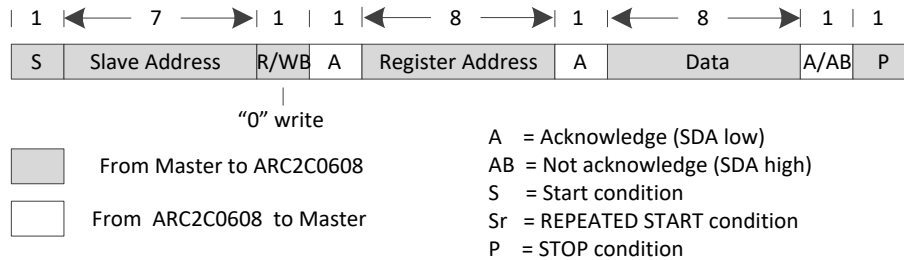 1 7 1 1 8 1 8 1 1
S Slave Address R/WB A Register Address A Data A/AB P
“0” write
From Master to ARC2C0608
From ARC2C0608 to Master
A = Acknowledge (SDA low)
AB = Not acknowledge (SDA high)
S = Start condition
Sr = REPEATED START condition
P = STOP condition